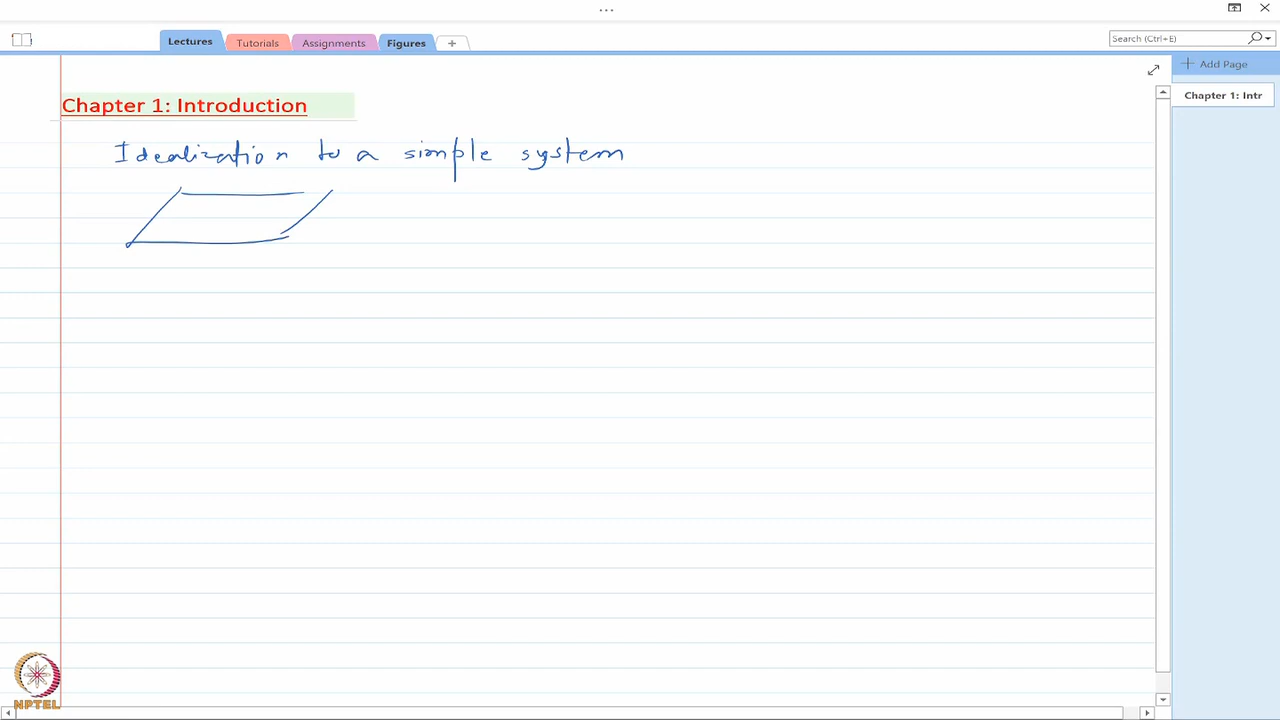 Lectures Tutorials Assignments Figures
Search (Ctrl+E)
Add Page
Chapter 1: Introduction
Chapter 1: Intr
Idealization to a simple system
NPTEL